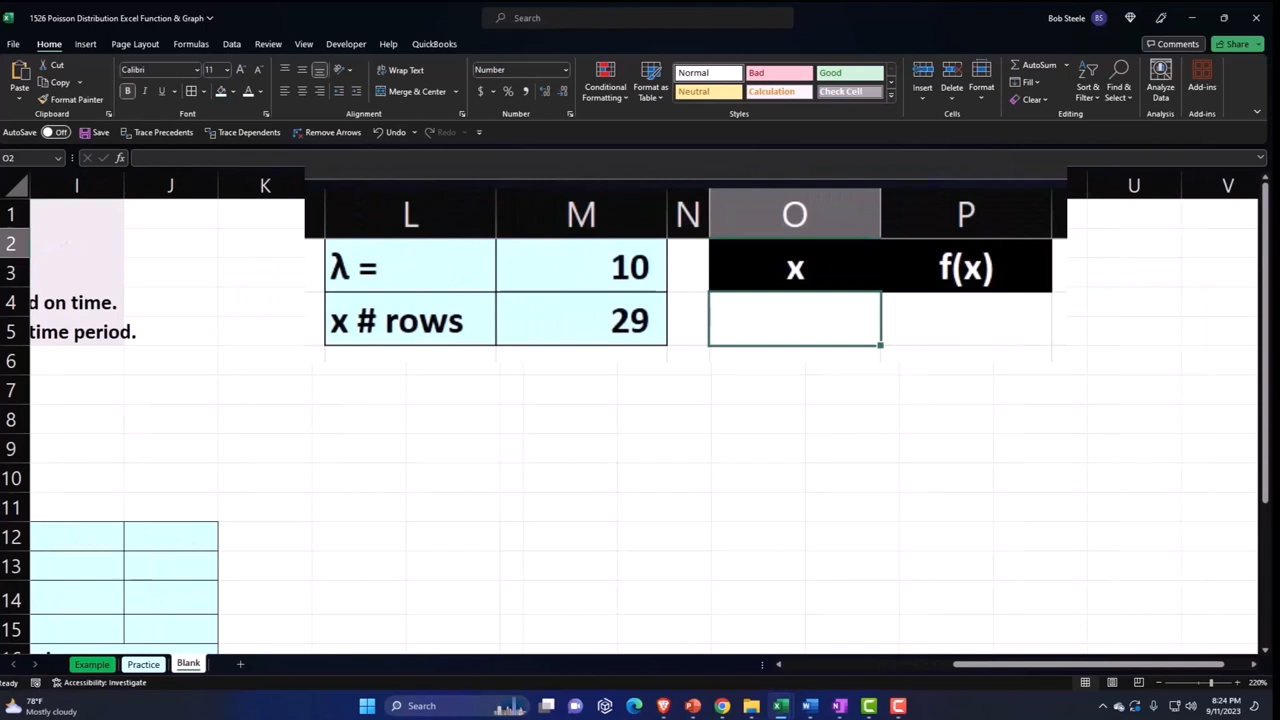 1526 Poisson Distribution Excel Function & Graph
Search
Bob Steele BS
File Home Insert Page Layout Formulas Data Review View Automate Developer Help QuickBooks
Comments Share
Paste
Cut
Copy
Format Painter
Clipboard
Calibri 11
B I U
Font
Wrap Text
Merge & Center
Alignment
Number
$ % ,
Number
Conditional Formatting
Format as Table
Normal Bad Good
Neutral Calculation Check Cell
Styles
Insert Delete Format
Cells
AutoSum
Fill
Clear
Sort & Filter
Find & Select
Editing
Analyze Data
Analysis
Add-ins
Add-ins
AutoSave Off Save Trace Precedents Trace Dependents Remove Arrows Undo Redo
O2 fx
I J K L M N O P U V
1 λ = 10 x f(x)
2 x # rows 29
3
4 d on time.
5 time period.
6
7
8
9
10
11
12
13
14
15
Example Practice Blank
Ready Accessibility: Investigate 220%
78°F
Mostly cloudy
Search
8:24 PM
9/11/2023